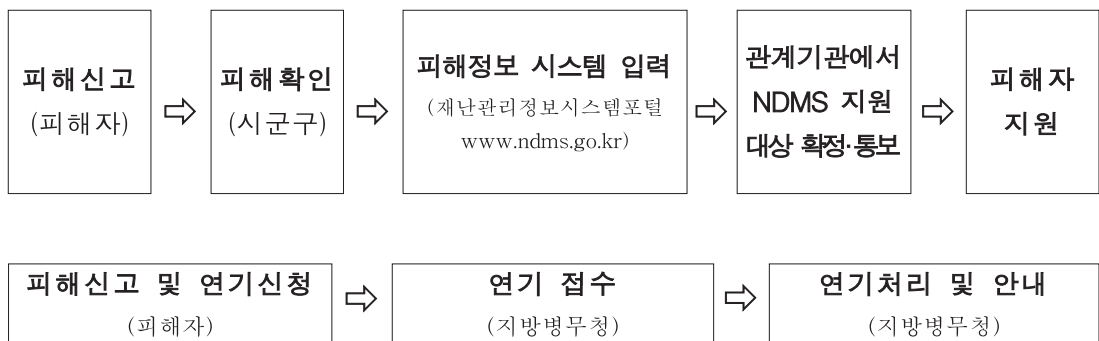 피해신고
(피해자)
⇨
피해확인
(시군구)
⇨
피해정보 시스템 입력
(재난관리정보시스템포털
www.ndms.go.kr)
⇨
관계기관에서
NDMS 지원
대상 확정·통보
⇨
피해자
지원
피해신고 및 연기신청
(피해자)
⇨
연기 접수
(지방병무청)
⇨
연기처리 및 안내
(지방병무청)